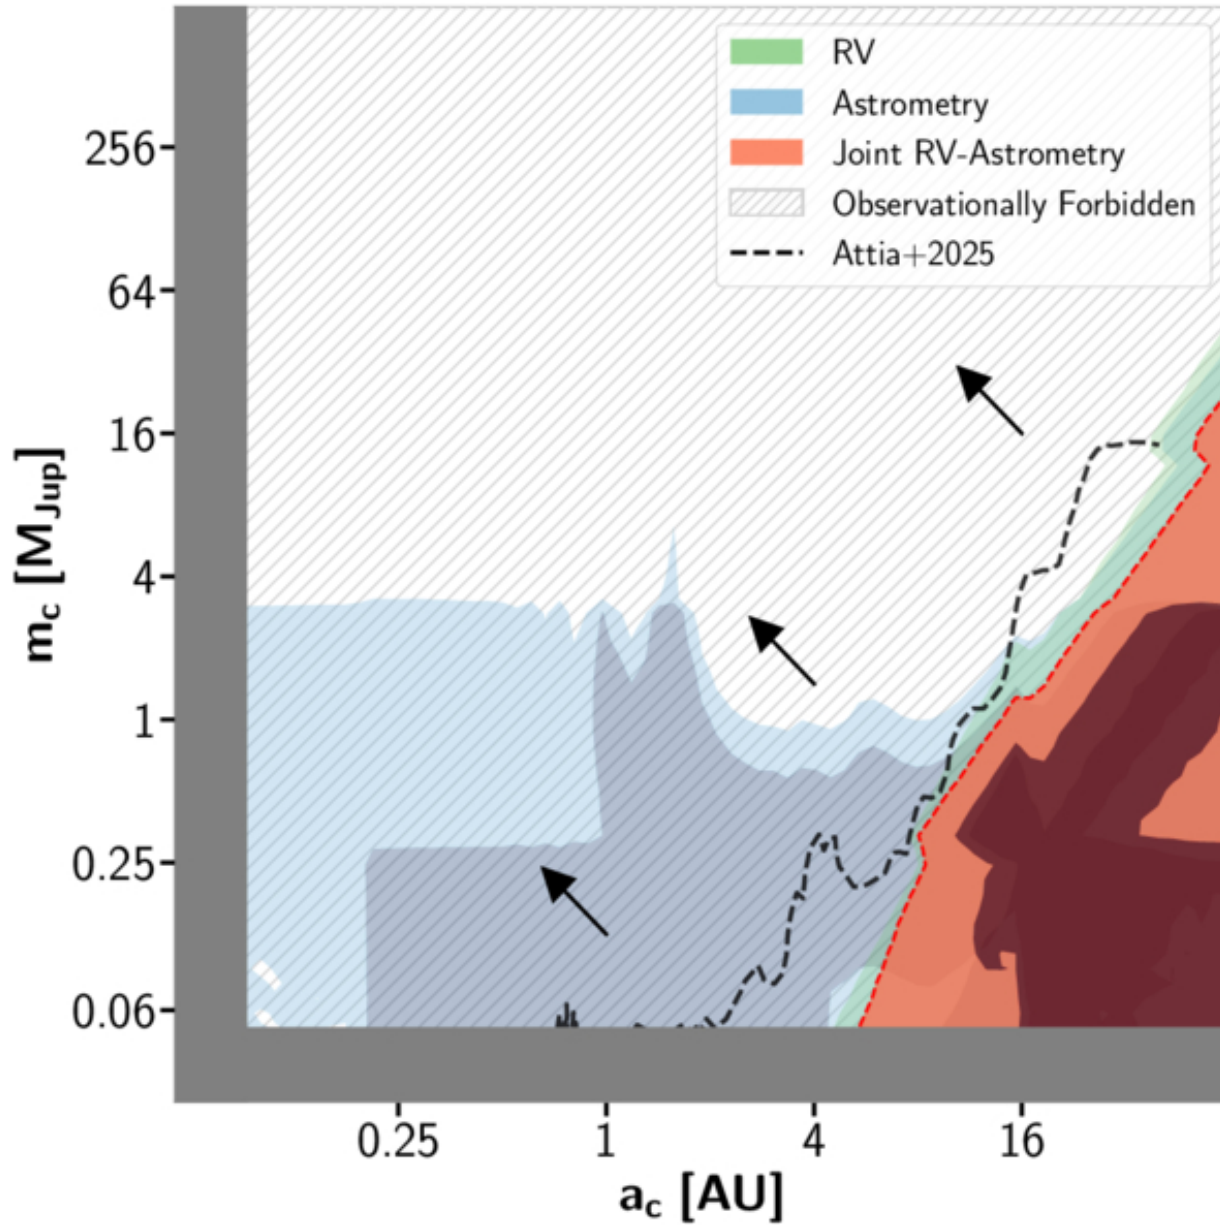 RV
Astrometry
Joint RV-Astrometry
Observationally Forbidden
Attia+2025
256
64
16
4
1
0.25
0.06
m_c [M_Jup]
0.25
1
4
16
a_c [AU]